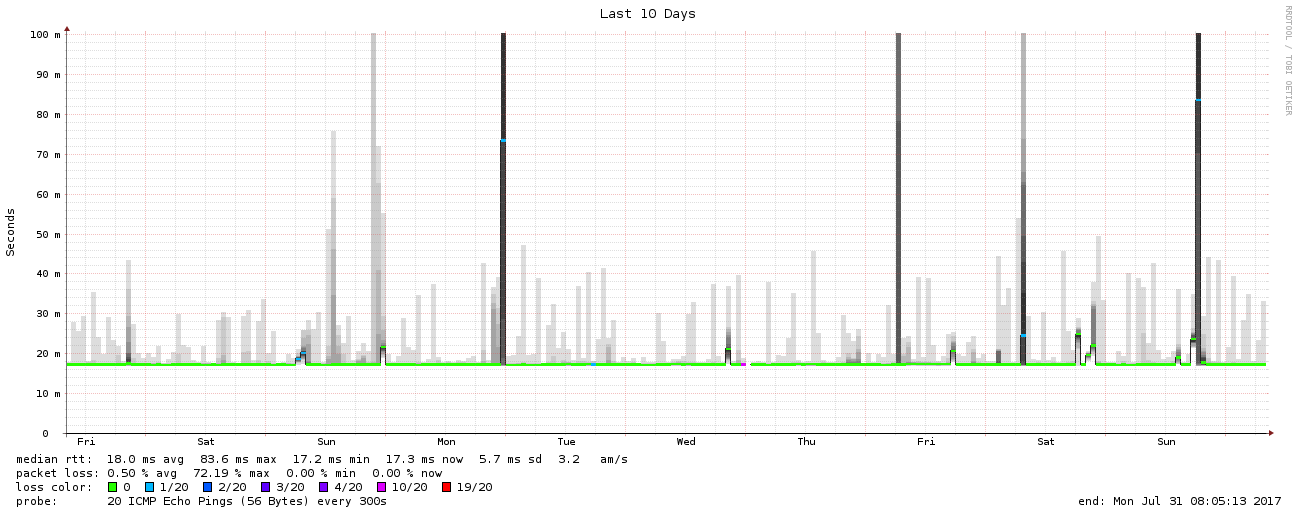 Last 10 Days
RRDTOOL / TOBI OETIKER
Seconds
100 m
90 m
80 m
70 m
60 m
50 m
40 m
30 m
20 m
10 m
0
Fri Sat Sun Mon Tue Wed Thu Fri Sat Sun
median rtt: 18.0 ms avg 83.6 ms max 17.2 ms min 17.3 ms now 5.7 ms sd 3.2 am/s
packet loss: 0.50 % avg 72.19 % max 0.00 % min 0.00 % now
loss color: 0 1/20 2/20 3/20 4/20 10/20 19/20
probe: 20 ICMP Echo Pings (56 Bytes) every 300s end: Mon Jul 31 08:05:13 2017